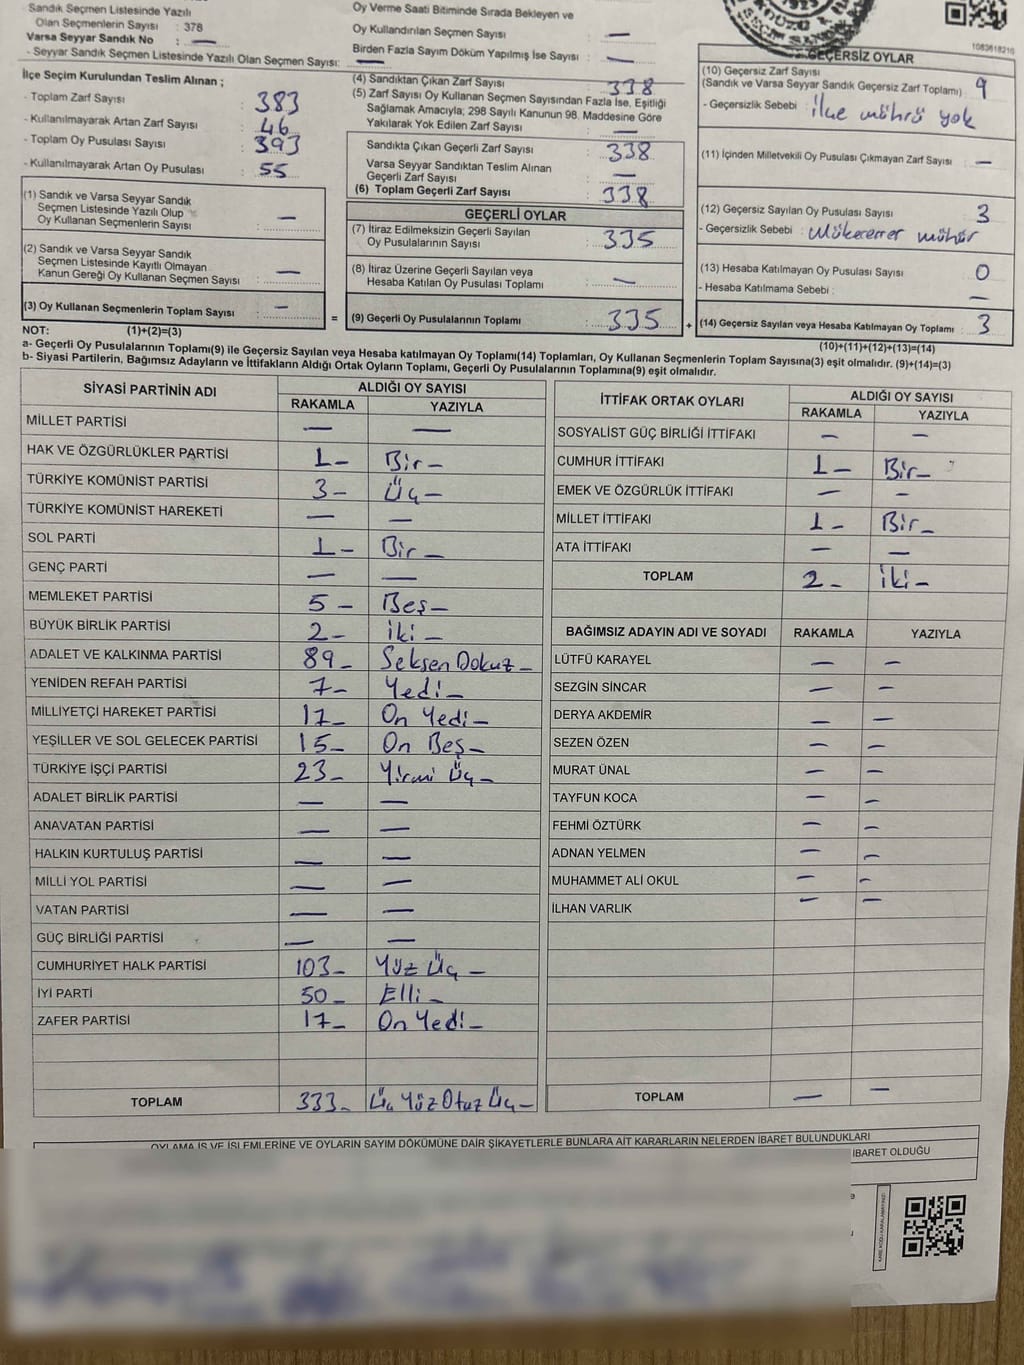 Sandık Seçmen Listesinde Yazılı
Olan Seçmenlerin Sayısı : 378
Varsa Seyyar Sandık No : —
- Seyyar Sandık Seçmen Listesinde Yazılı Olan Seçmen Sayısı: —
İlçe Seçim Kurulundan Teslim Alınan ;
- Toplam Zarf Sayısı : 383
- Kullanılmayarak Artan Zarf Sayısı : 46
- Toplam Oy Pusulası Sayısı : 393
- Kullanılmayarak Artan Oy Pusulası : 55
(1) Sandık ve Varsa Seyyar Sandık
Seçmen Listesinde Yazılı Olup
Oy Kullanan Seçmenlerin Sayısı : —
(2) Sandık ve Varsa Seyyar Sandık
Seçmen Listesinde Kayıtlı Olmayan
Kanun Gereği Oy Kullanan Seçmen Sayısı : —
(3) Oy Kullanan Seçmenlerin Toplam Sayısı : —
Oy Verme Saati Bitiminde Sırada Bekleyen ve
Oy Kullandırılan Seçmen Sayısı : —
Birden Fazla Sayım Döküm Yapılmış İse Sayısı : —
(4) Sandıktan Çıkan Zarf Sayısı : 338
(5) Zarf Sayısı Oy Kullanan Seçmen Sayısından Fazla İse, Eşitliği
Sağlamak Amacıyla; 298 Sayılı Kanunun 98. Maddesine Göre
Yakılarak Yok Edilen Zarf Sayısı : —
Sandıkta Çıkan Geçerli Zarf Sayısı : 338
Varsa Seyyar Sandıktan Teslim Alınan
Geçerli Zarf Sayısı : —
(6) Toplam Geçerli Zarf Sayısı : 338
GEÇERLİ OYLAR
(7) İtiraz Edilmeksizin Geçerli Sayılan
Oy Pusulalarının Sayısı : 335
(8) İtiraz Üzerine Geçerli Sayılan veya
Hesaba Katılan Oy Pusulası Toplamı : —
= (9) Geçerli Oy Pusulalarının Toplamı : 335 +
1083618210
GEÇERSİZ OYLAR
(10) Geçersiz Zarf Sayısı
(Sandık ve Varsa Seyyar Sandık Geçersiz Zarf Toplamı) : 9
- Geçersizlik Sebebi : İlçe mührü yok
(11) İçinden Milletvekili Oy Pusulası Çıkmayan Zarf Sayısı : —
(12) Geçersiz Sayılan Oy Pusulası Sayısı : 3
- Geçersizlik Sebebi : Mükererrer mühür
(13) Hesaba Katılmayan Oy Pusulası Sayısı : 0
- Hesaba Katılmama Sebebi : —
(14) Geçersiz Sayılan veya Hesaba Katılmayan Oy Toplamı : 3
NOT: (1)+(2)=(3) (10)+(11)+(12)+(13)=(14)
a- Geçerli Oy Pusulalarının Toplamı(9) ile Geçersiz Sayılan veya Hesaba katılmayan Oy Toplamı(14) Toplamları, Oy Kullanan Seçmenlerin Toplam Sayısına(3) eşit olmalıdır. (9)+(14)=(3)
b- Siyasi Partilerin, Bağımsız Adayların ve İttifakların Aldığı Ortak Oyların Toplamı, Geçerli Oy Pusulalarının Toplamına(9) eşit olmalıdır.
SİYASİ PARTİNİN ADI ALDIĞI OY SAYISI
RAKAMLA YAZIYLA
MİLLET PARTİSİ — —
HAK VE ÖZGÜRLÜKLER PARTİSİ 1— Bir—
TÜRKİYE KOMÜNİST PARTİSİ 3— Üç—
TÜRKİYE KOMÜNİST HAREKETİ — —
SOL PARTİ 1— Bir—
GENÇ PARTİ — —
MEMLEKET PARTİSİ 5— Beş—
BÜYÜK BİRLİK PARTİSİ 2— İki—
ADALET VE KALKINMA PARTİSİ 89— Seksen Dokuz—
YENİDEN REFAH PARTİSİ 7— Yedi—
MİLLİYETÇİ HAREKET PARTİSİ 17— On Yedi—
YEŞİLLER VE SOL GELECEK PARTİSİ 15— On Beş—
TÜRKİYE İŞÇİ PARTİSİ 23— Yirmi Üç—
ADALET BİRLİK PARTİSİ — —
ANAVATAN PARTİSİ — —
HALKIN KURTULUŞ PARTİSİ — —
MİLLİ YOL PARTİSİ — —
VATAN PARTİSİ — —
GÜÇ BİRLİĞİ PARTİSİ — —
CUMHURİYET HALK PARTİSİ 103— Yüz Üç—
İYİ PARTİ 50— Elli—
ZAFER PARTİSİ 17— On Yedi—
TOPLAM 333— Üç Yüz Otuz Üç—
İTTİFAK ORTAK OYLARI ALDIĞI OY SAYISI
RAKAMLA YAZIYLA
SOSYALİST GÜÇ BİRLİĞİ İTTİFAKI — —
CUMHUR İTTİFAKI 1— Bir—
EMEK VE ÖZGÜRLÜK İTTİFAKI — —
MİLLET İTTİFAKI 1— Bir—
ATA İTTİFAKI — —
TOPLAM 2— İki—
BAĞIMSIZ ADAYIN ADI VE SOYADI RAKAMLA YAZIYLA
LÜTFÜ KARAYEL — —
SEZGİN SİNCAR — —
DERYA AKDEMİR — —
SEZEN ÖZEN — —
MURAT ÜNAL — —
TAYFUN KOCA — —
FEHMİ ÖZTÜRK — —
ADNAN YELMEN — —
MUHAMMET ALİ OKUL — —
İLHAN VARLIK — —
TOPLAM — —
OYLAMA İŞ VE İŞLEMLERİNE VE OYLARIN SAYIM DÖKÜMÜNE DAİR ŞİKAYETLERLE BUNLARA AİT KARARLARIN NELERDEN İBARET BULUNDUKLARI
İBARET OLDUĞU